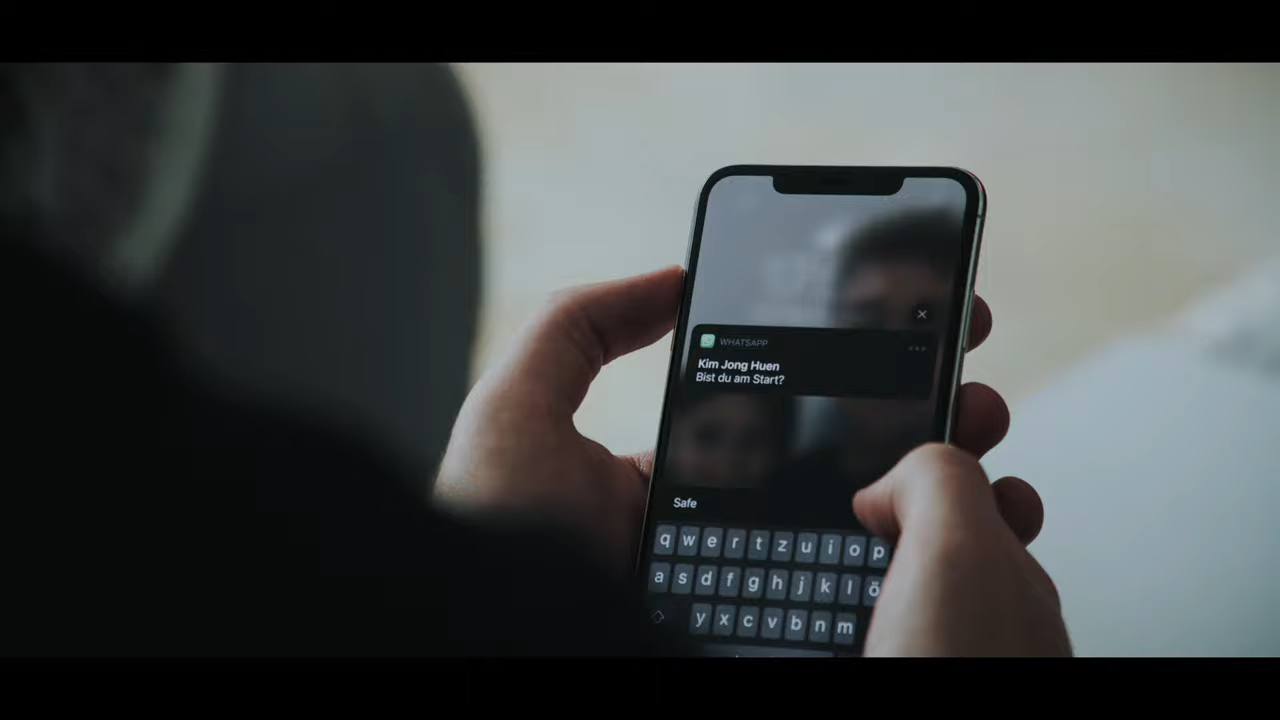 WHATSAPP
Kim Jong Huen
Bist du am Start?
Safe
q w e r t z u i o p
a s d f g h j k l ö
y x c v b n m